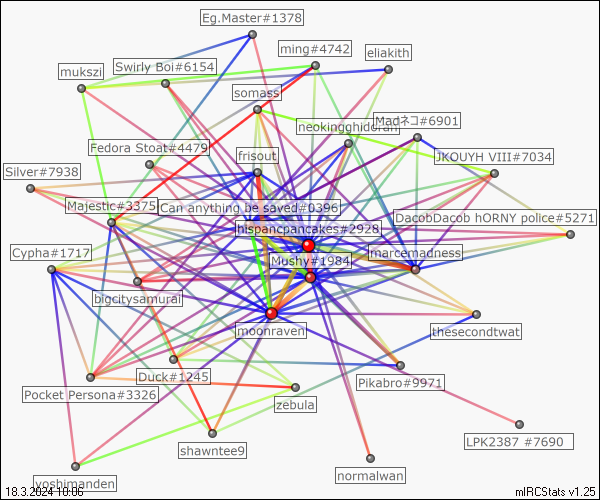 Eg.Master#1378
ming#4742
eliakith
Swirly Boi#6154
mukszi
somass
Madネコ#6901
neokingghidorah
Fedora Stoat#4479
frisout
JKOUYH VIII#7034
Silver#7938
Majestic#3375
Can anything be saved#0396
DacobDacob hORNY police#5271
hispancpancakes#2928
Cypha#1717
Mushy#1984
marcemadness
bigcitysamurai
moonraven
thesecondtwat
Duck#1245
Pikabro#9971
Pocket Persona#3326
zebula
shawntee9
LPK2387 #7690
normalwan
yoshimanden
18.3.2024 10:06
mIRCStats v1.25